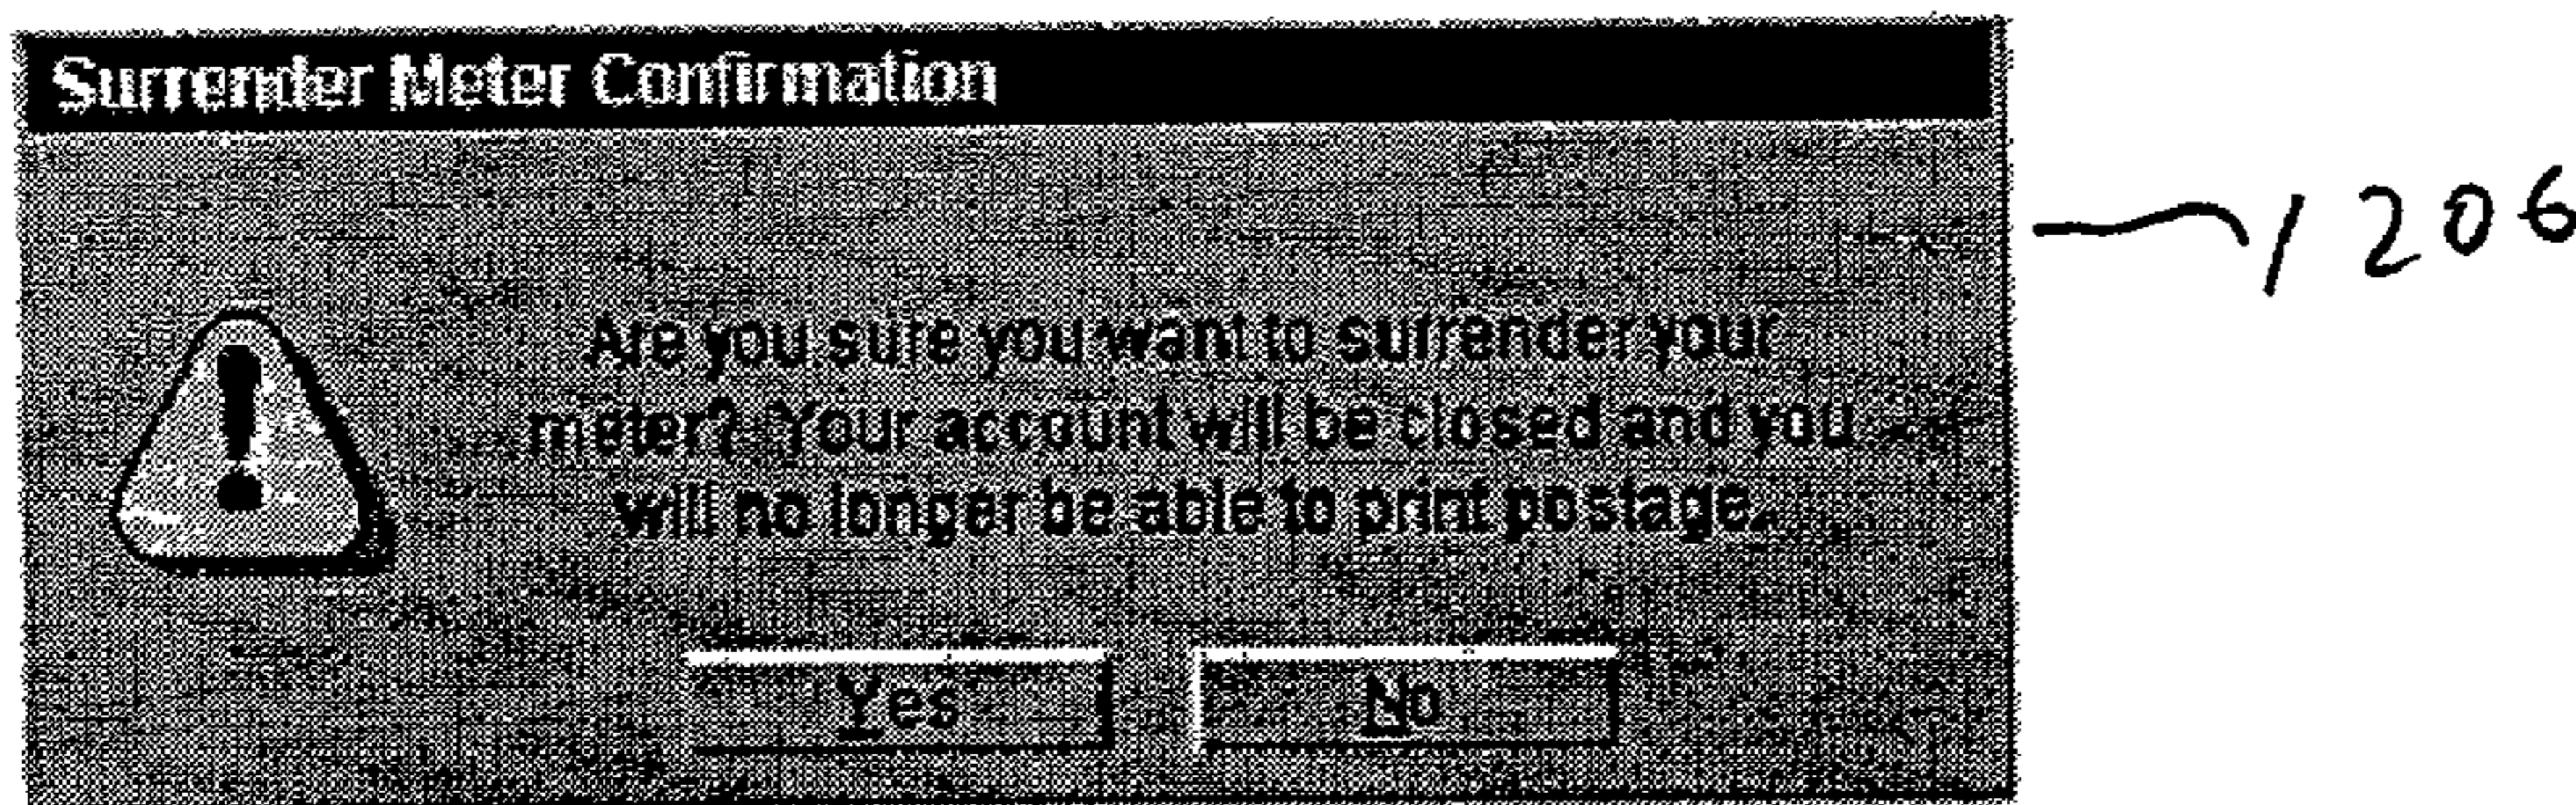 Surrender Meter Confirmation
1206
Are you sure you want to surrender your
meter? Your account will be closed and you
will no longer be able to print postage.
Yes No